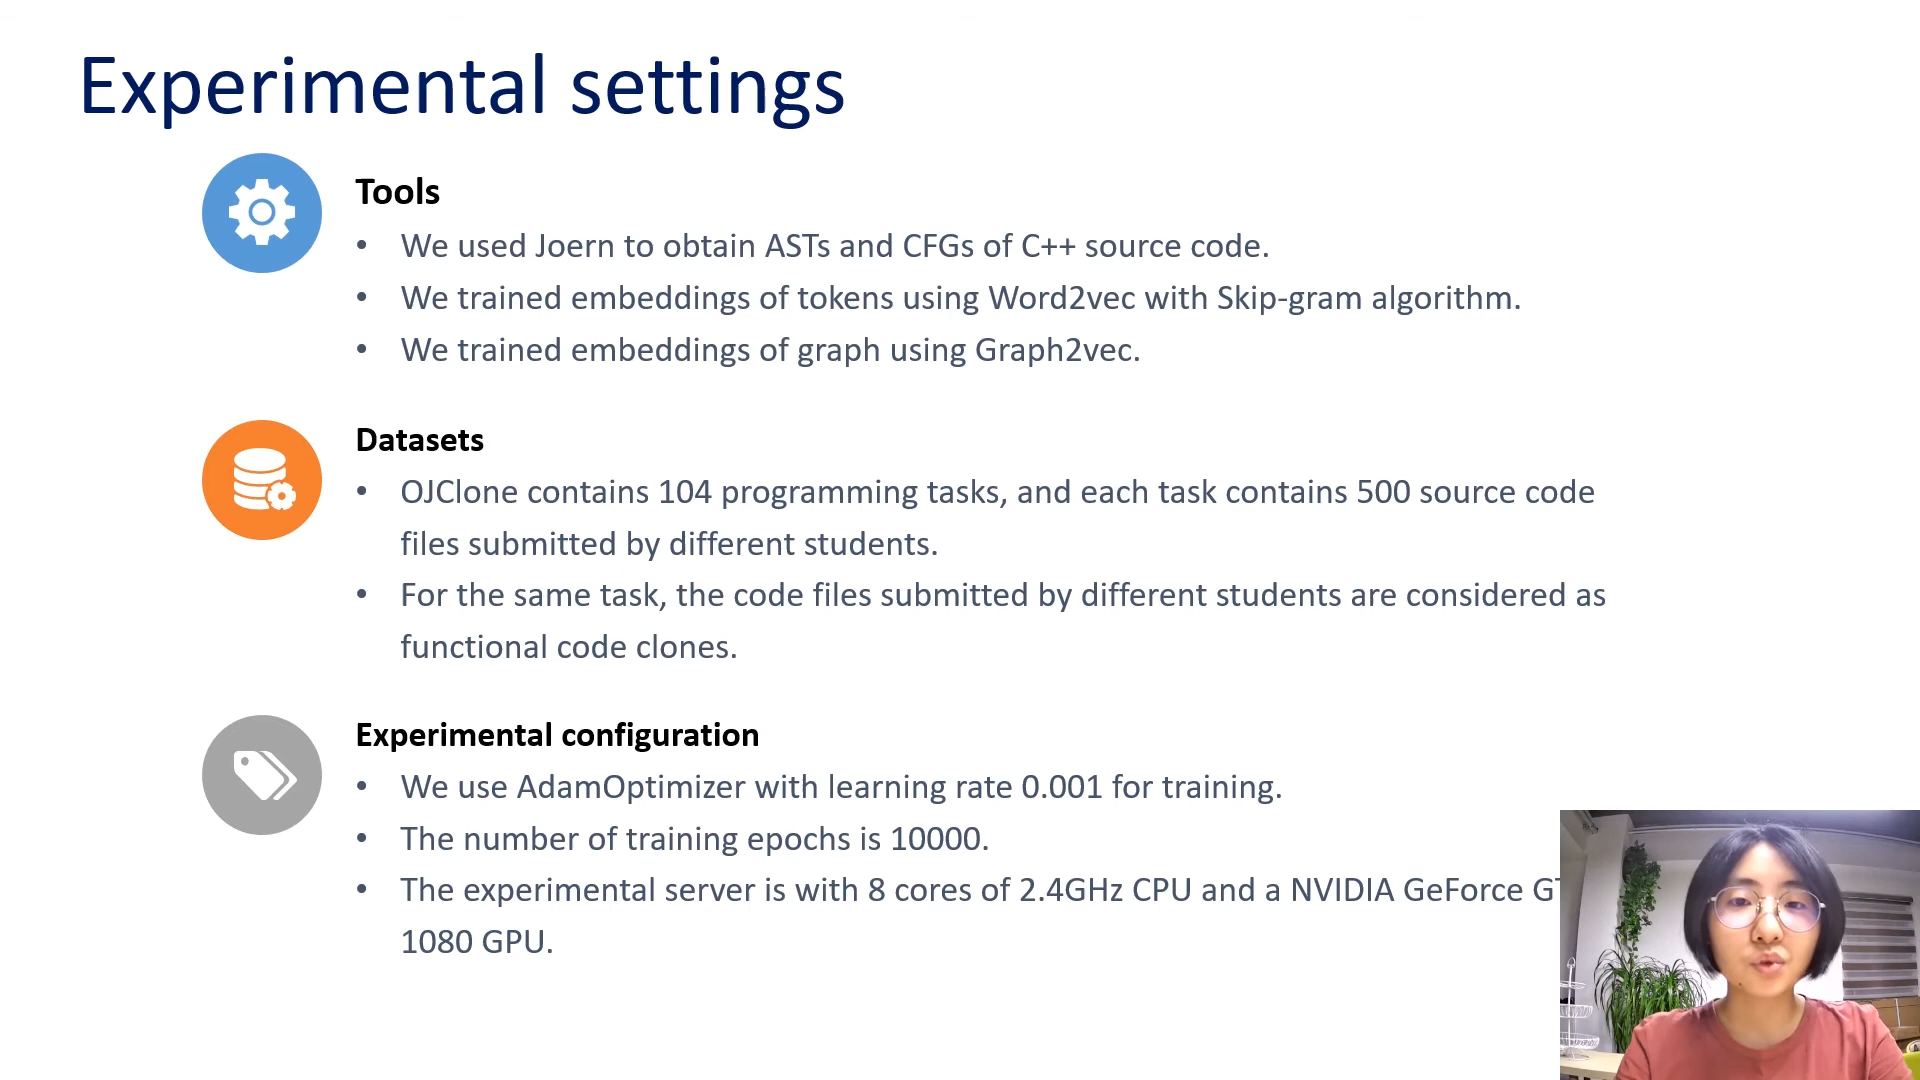 Experimental settings
Tools
• We used Joern to obtain ASTs and CFGs of C++ source code.
• We trained embeddings of tokens using Word2vec with Skip-gram algorithm.
• We trained embeddings of graph using Graph2vec.
Datasets
• OJClone contains 104 programming tasks, and each task contains 500 source code
files submitted by different students.
• For the same task, the code files submitted by different students are considered as
functional code clones.
Experimental configuration
• We use AdamOptimizer with learning rate 0.001 for training.
• The number of training epochs is 10000.
• The experimental server is with 8 cores of 2.4GHz CPU and a NVIDIA GeForce
1080 GPU.